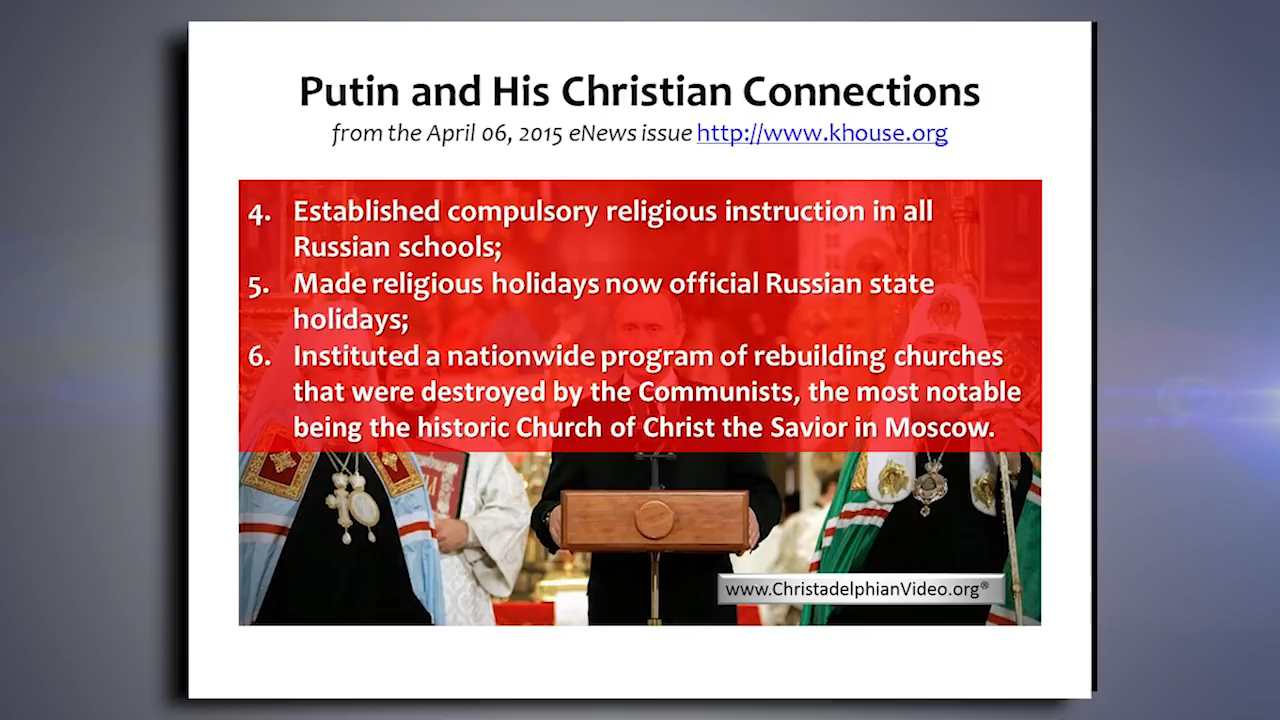 Putin and His Christian Connections
from the April 06, 2015 eNews issue http://www.khouse.org
4. Established compulsory religious instruction in all
Russian schools;
5. Made religious holidays now official Russian state
holidays;
6. Instituted a nationwide program of rebuilding churches
that were destroyed by the Communists, the most notable
being the historic Church of Christ the Savior in Moscow.
www.ChristadelphianVideo.org®